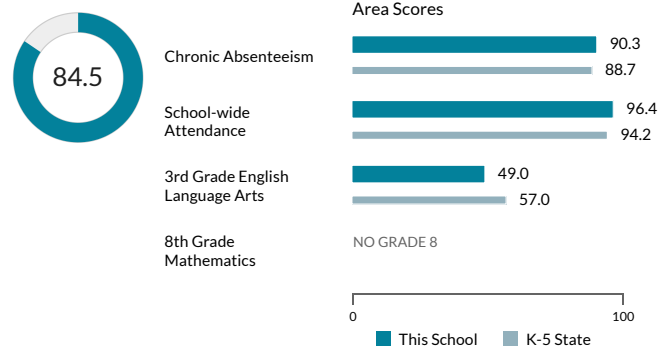 Area Scores
84.5
Chronic Absenteeism
90.3
88.7
School-wide
Attendance
96.4
94.2
3rd Grade English
Language Arts
49.0
57.0
8th Grade
Mathematics
NO GRADE 8
0
100
This School
K-5 State